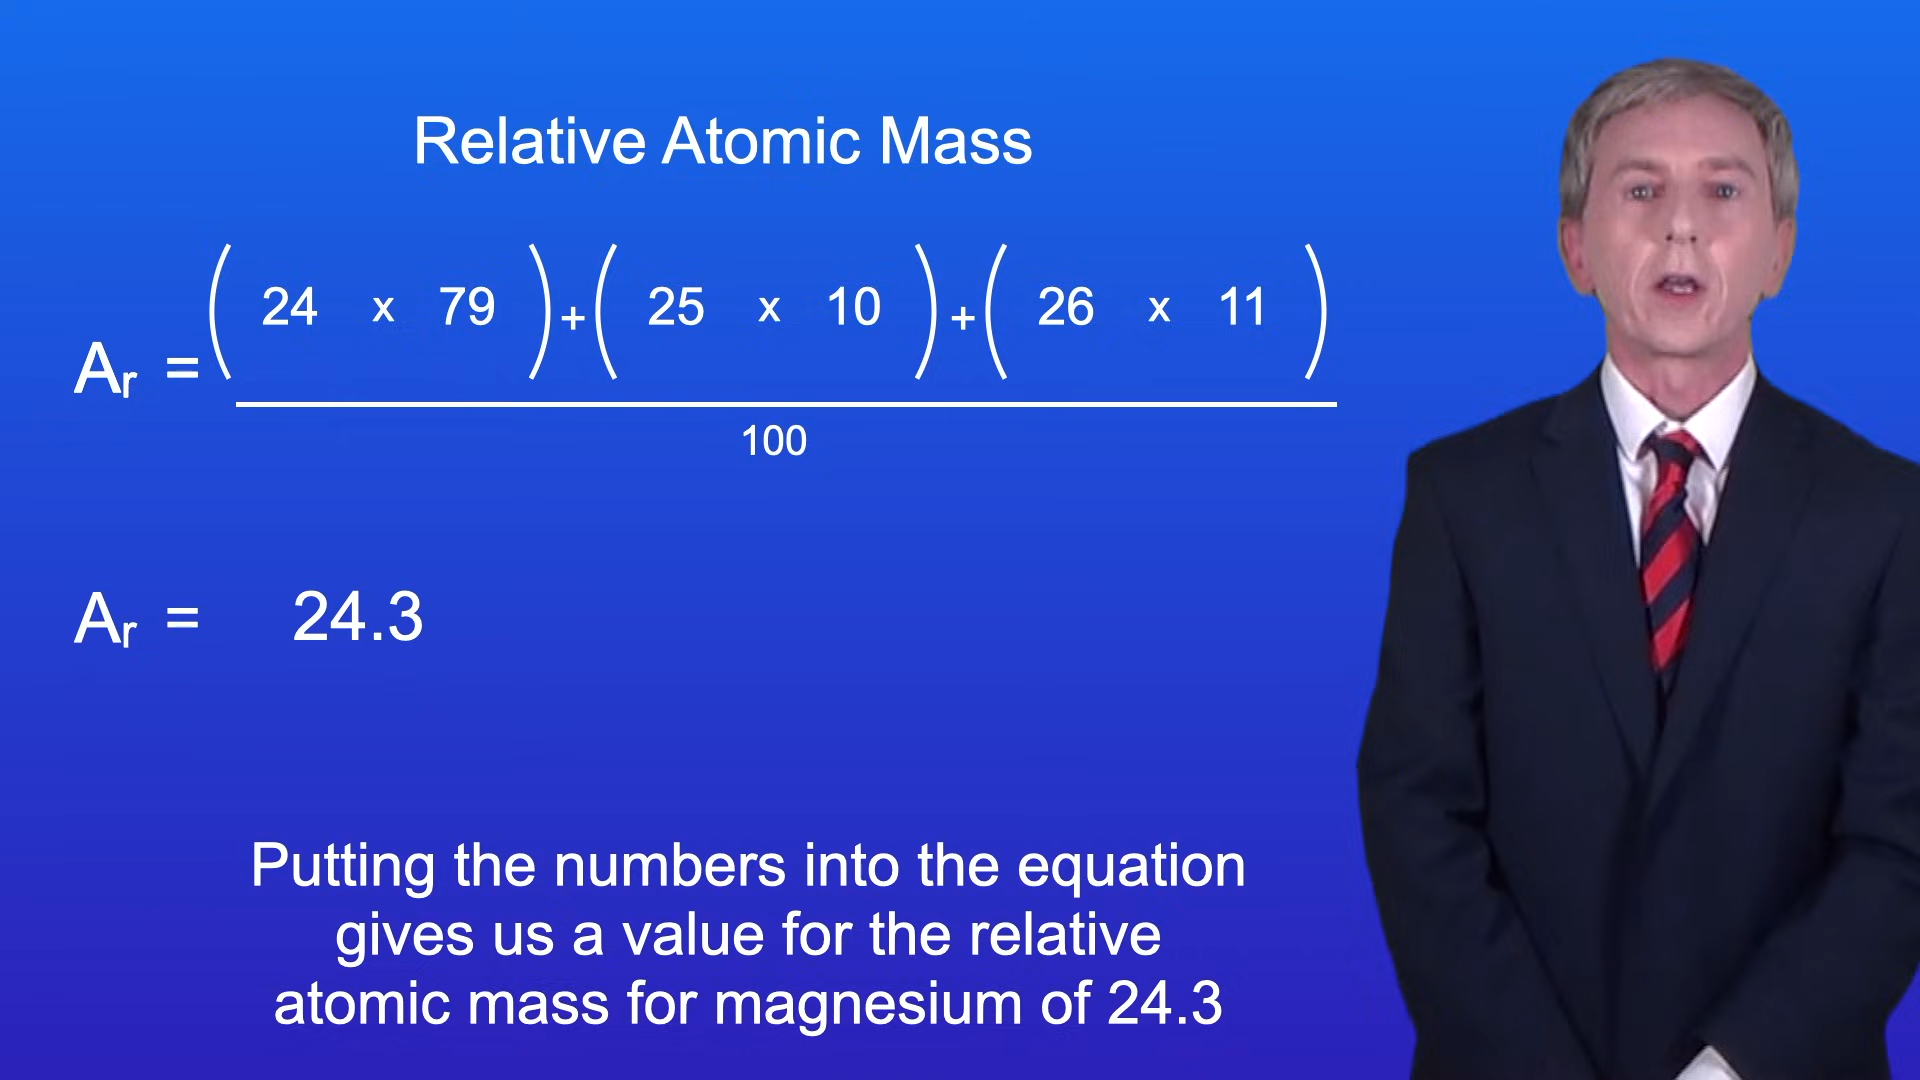 Relative Atomic Mass
Ar = (24 x 79) + (25 x 10) + (26 x 11)
100
Ar = 24.3
Putting the numbers into the equation
gives us a value for the relative
atomic mass for magnesium of 24.3